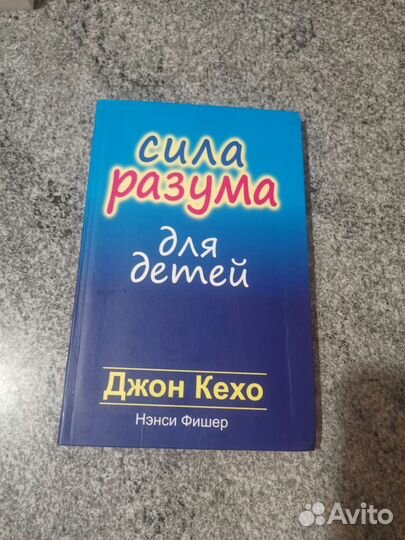 сила
разума
для
детей
Джон Кехо
Нэнси Фишер
Avito